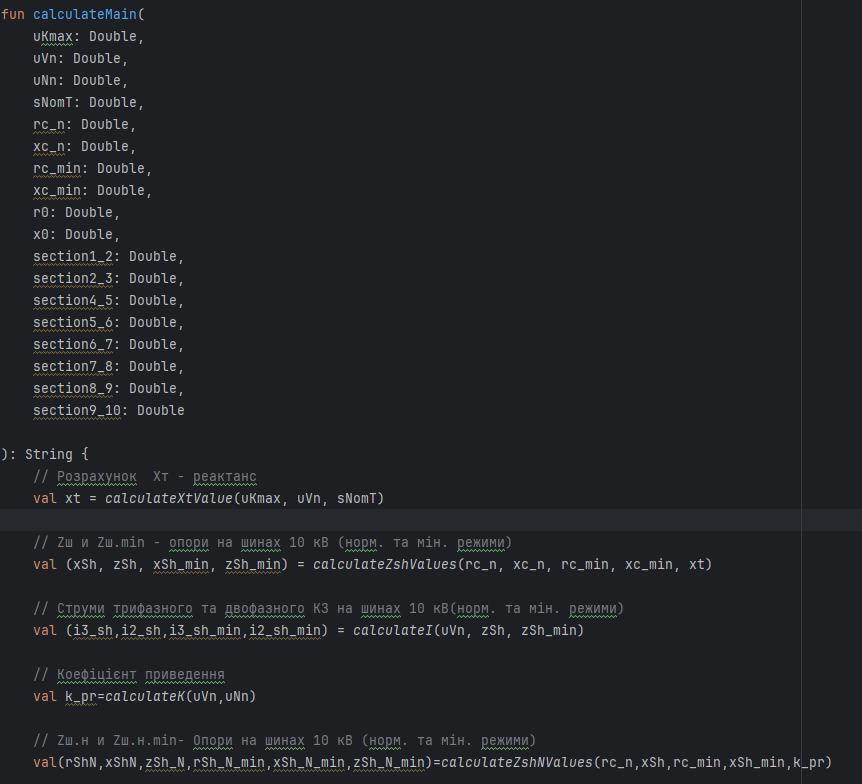 fun calculateMain(
    uKmax: Double,
    uVn: Double,
    uNn: Double,
    sNomT: Double,
    rc_n: Double,
    xc_n: Double,
    rc_min: Double,
    xc_min: Double,
    r0: Double,
    x0: Double,
    section1_2: Double,
    section2_3: Double,
    section4_5: Double,
    section5_6: Double,
    section6_7: Double,
    section7_8: Double,
    section8_9: Double,
    section9_10: Double

): String {
    // Розрахунок  Хт - реактанс
    val xt = calculateXtValue(uKmax, uVn, sNomT)

    // Zш и Zш.min - опори на шинах 10 кВ (норм. та мін. режими)
    val (xSh, zSh, xSh_min, zSh_min) = calculateZshValues(rc_n, xc_n, rc_min, xc_min, xt)

    // Струми трифазного та двофазного КЗ на шинах 10 кВ(норм. та мін. режими)
    val (i3_sh,i2_sh,i3_sh_min,i2_sh_min) = calculateI(uVn, zSh, zSh_min)

    // Коефіцієнт приведення
    val k_pr=calculateK(uVn,uNn)

    // Zш.н и Zш.н.min- Опори на шинах 10 кВ (норм. та мін. режими)
    val(rShN,xShN,zSh_N,rSh_N_min,xSh_N_min,zSh_N_min)=calculateZshNValues(rc_n,xSh,rc_min,xSh_min,k_pr)